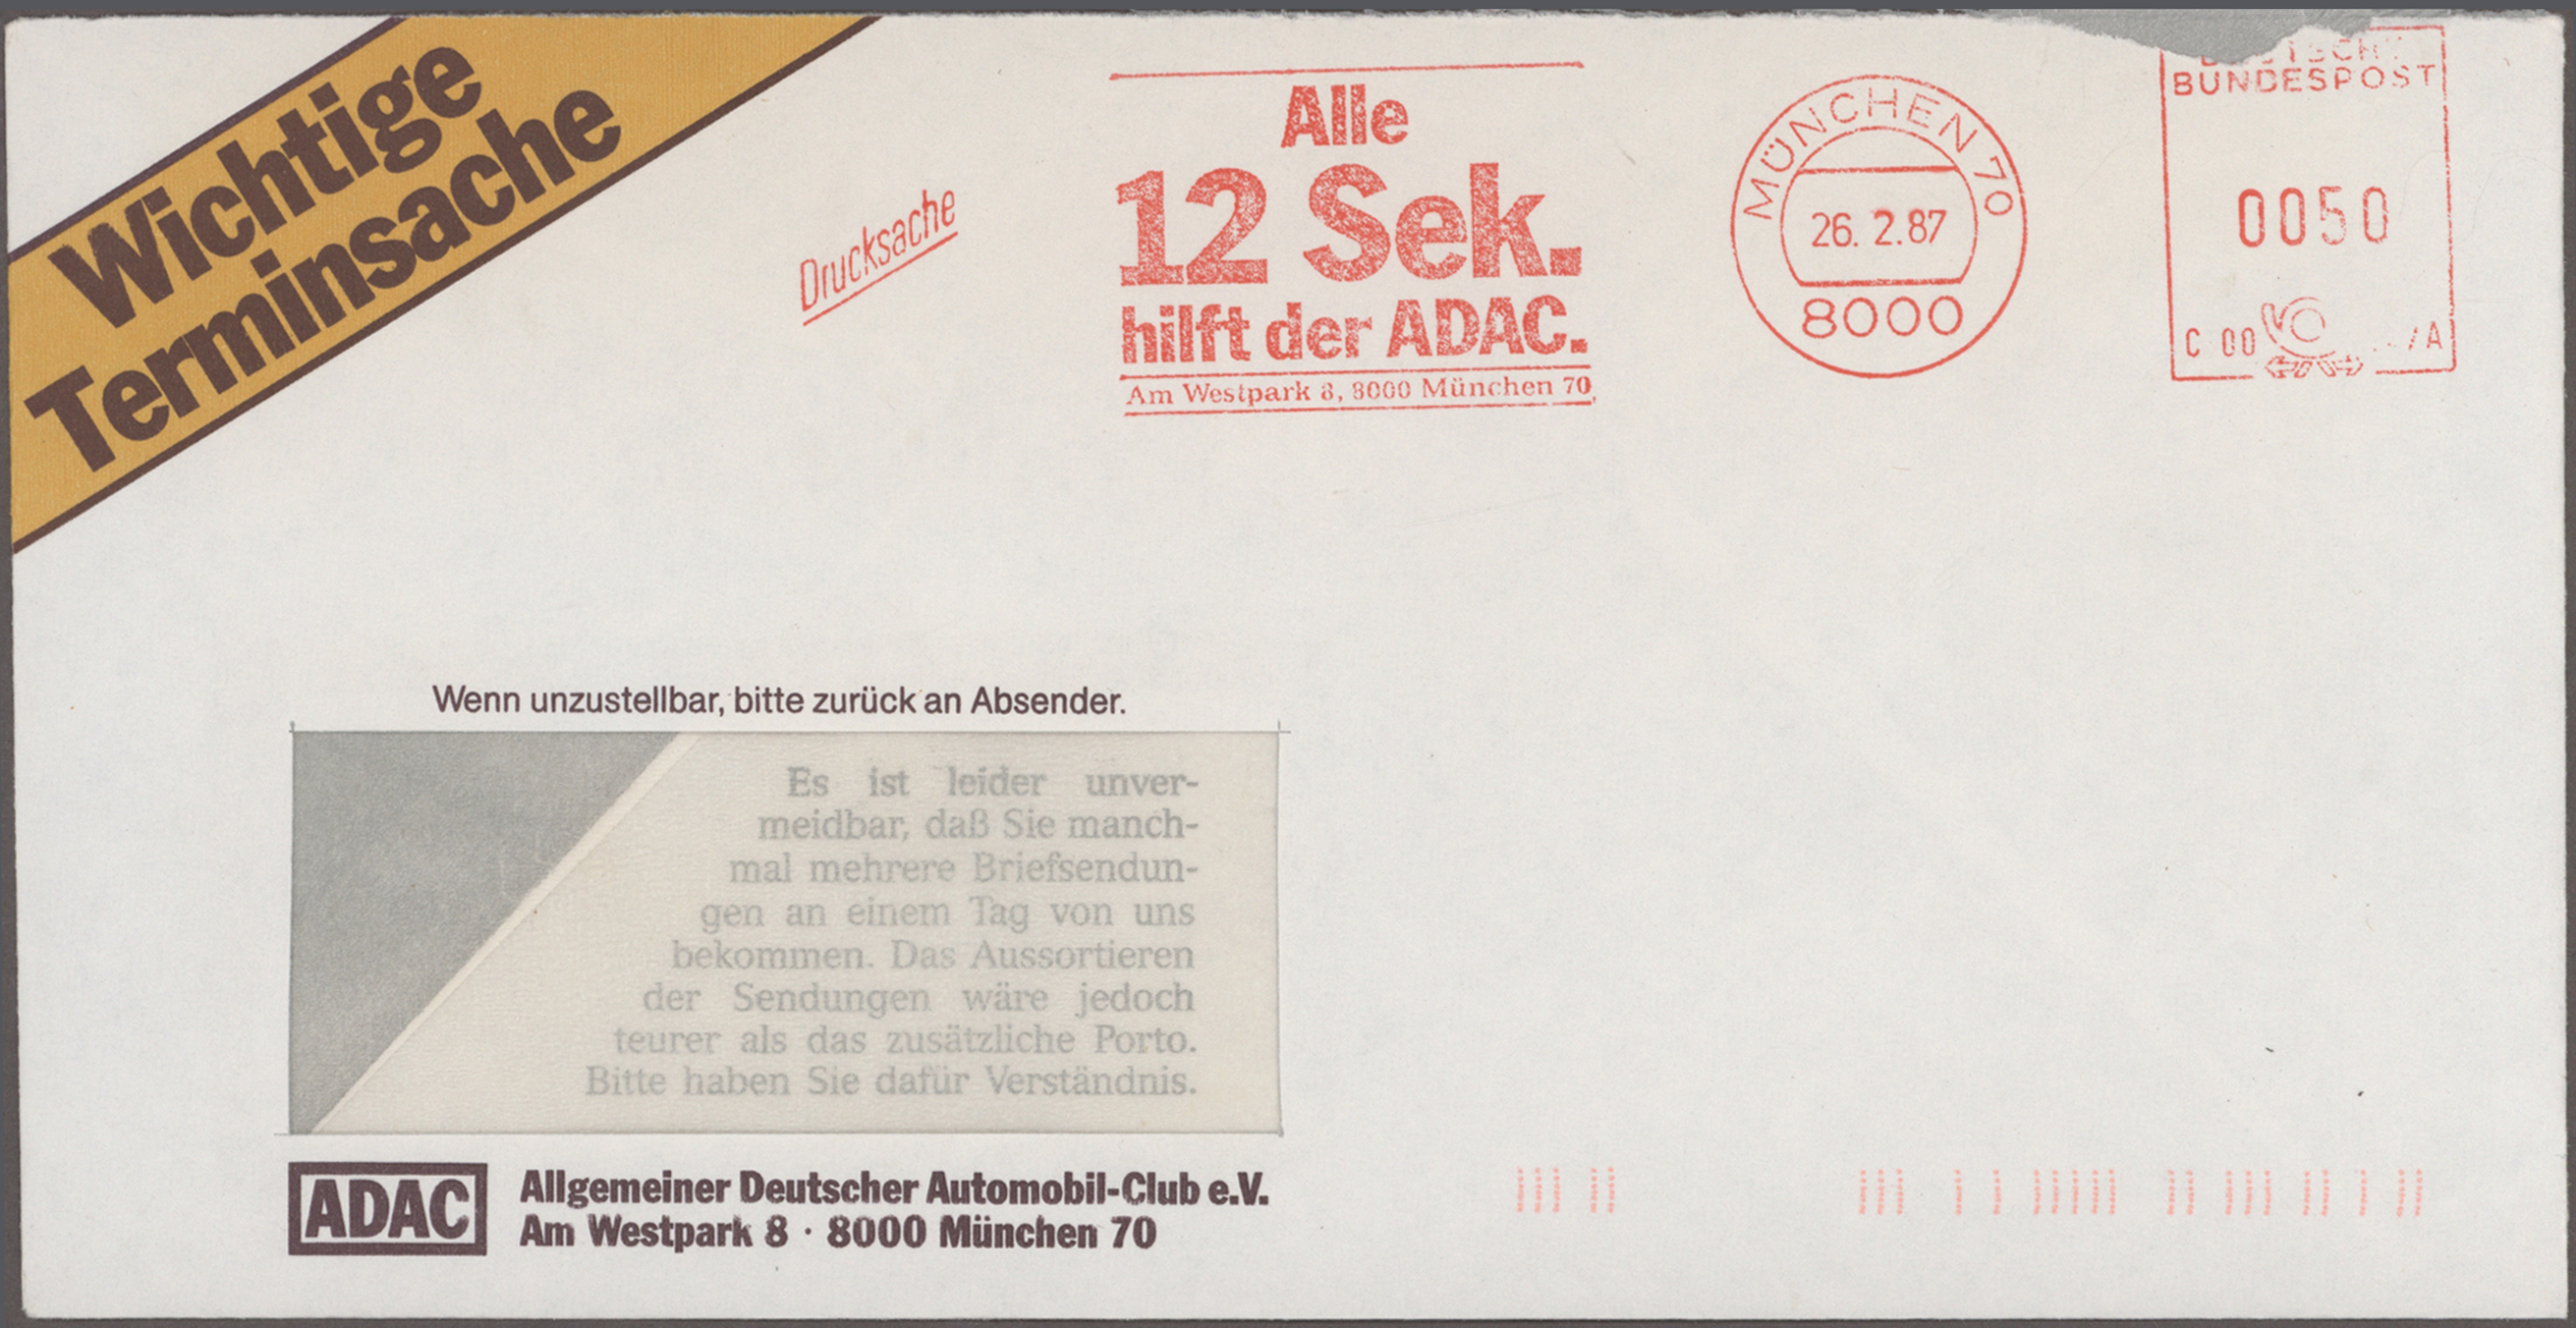 Wichtige
Terminsache
Drucksache
Alle
12 Sek.
hilft der ADAC.
Am Westpark 8, 8000 München 70
MÜNCHEN 70
26. 2.87
8000
BUNDESPOST
0050
C 00 /A
Wenn unzustellbar, bitte zurück an Absender.
Es ist leider unver-
meidbar, daß Sie manch-
mal mehrere Briefsendun-
gen an einem Tag von uns
bekommen. Das Aussortieren
der Sendungen wäre jedoch
teurer als das zusätzliche Porto.
Bitte haben Sie dafür Verständnis.
ADAC
Allgemeiner Deutscher Automobil-Club e.V.
Am Westpark 8 · 8000 München 70